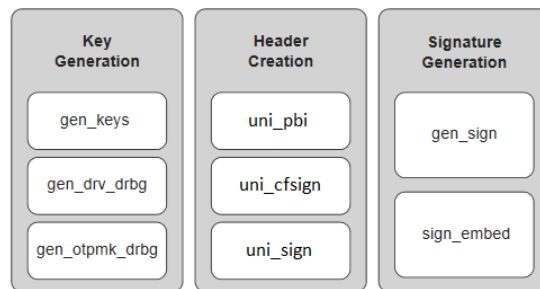 Key
Generation
gen_keys
gen_drv_drbg
gen_otpmk_drbg
Header
Creation
uni_pbi
uni_cfsign
uni_sign
Signature
Generation
gen_sign
sign_embed